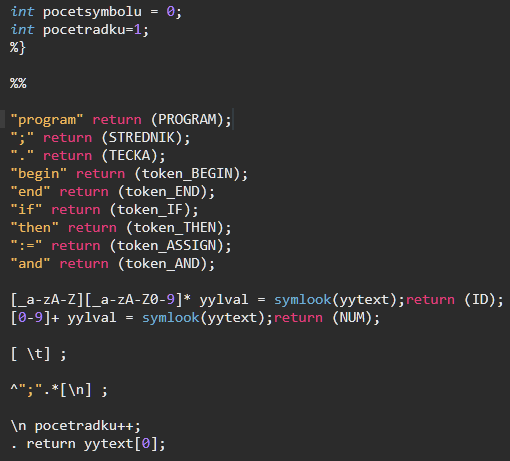 int pocetsymbolu = 0;
int pocetradku=1;
%}
%%
"program" return (PROGRAM);
";" return (STREDNIK);
"." return (TECKA);
"begin" return (token_BEGIN);
"end" return (token_END);
"if" return (token_IF);
"then" return (token_THEN);
":=" return (token_ASSIGN);
"and" return (token_AND);
[_a-zA-Z][_a-zA-Z0-9]* yylval = symlook(yytext);return (ID);
[0-9]+ yylval = symlook(yytext);return (NUM);
[ \t] ;
^";".*[\n] ;
\n pocetradku++;
. return yytext[0];